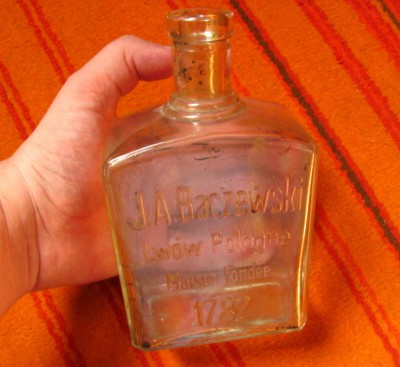 J.A.Baczewski
Lwów Pologne
Maison Fondée
1782